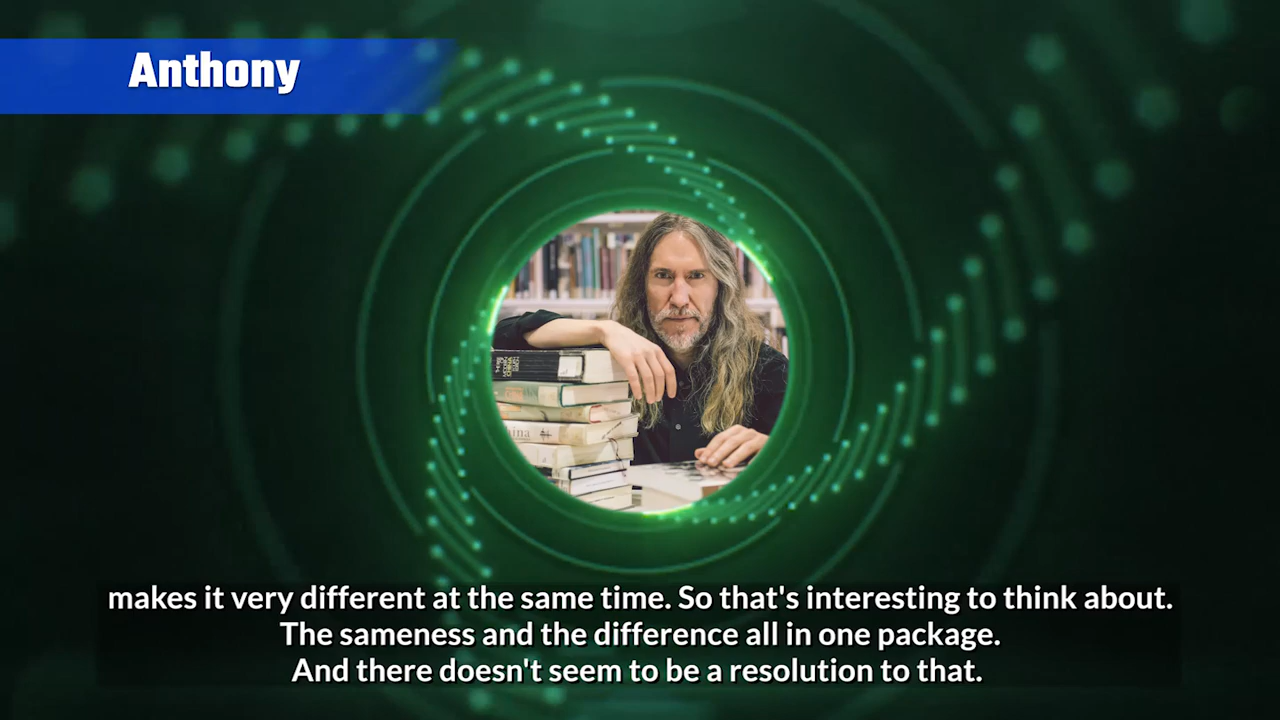 Anthony
makes it very different at the same time. So that's interesting to think about.
The sameness and the difference all in one package.
And there doesn't seem to be a resolution to that.